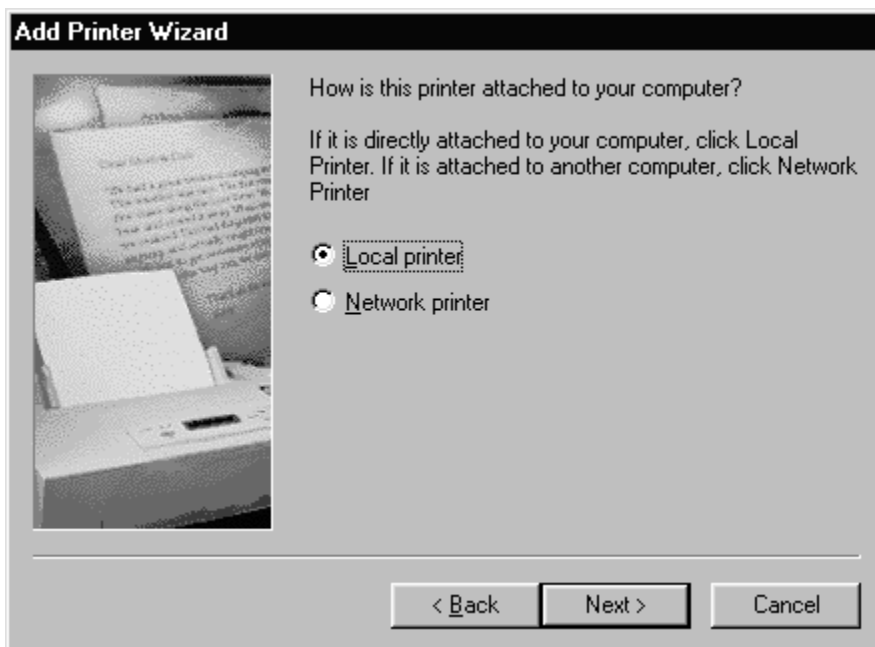 Add Printer Wizard
How is this printer attached to your computer?
If it is directly attached to your computer, click Local
Printer. If it is attached to another computer, click Network
Printer
Local printer
Network printer
< Back
Next >
Cancel